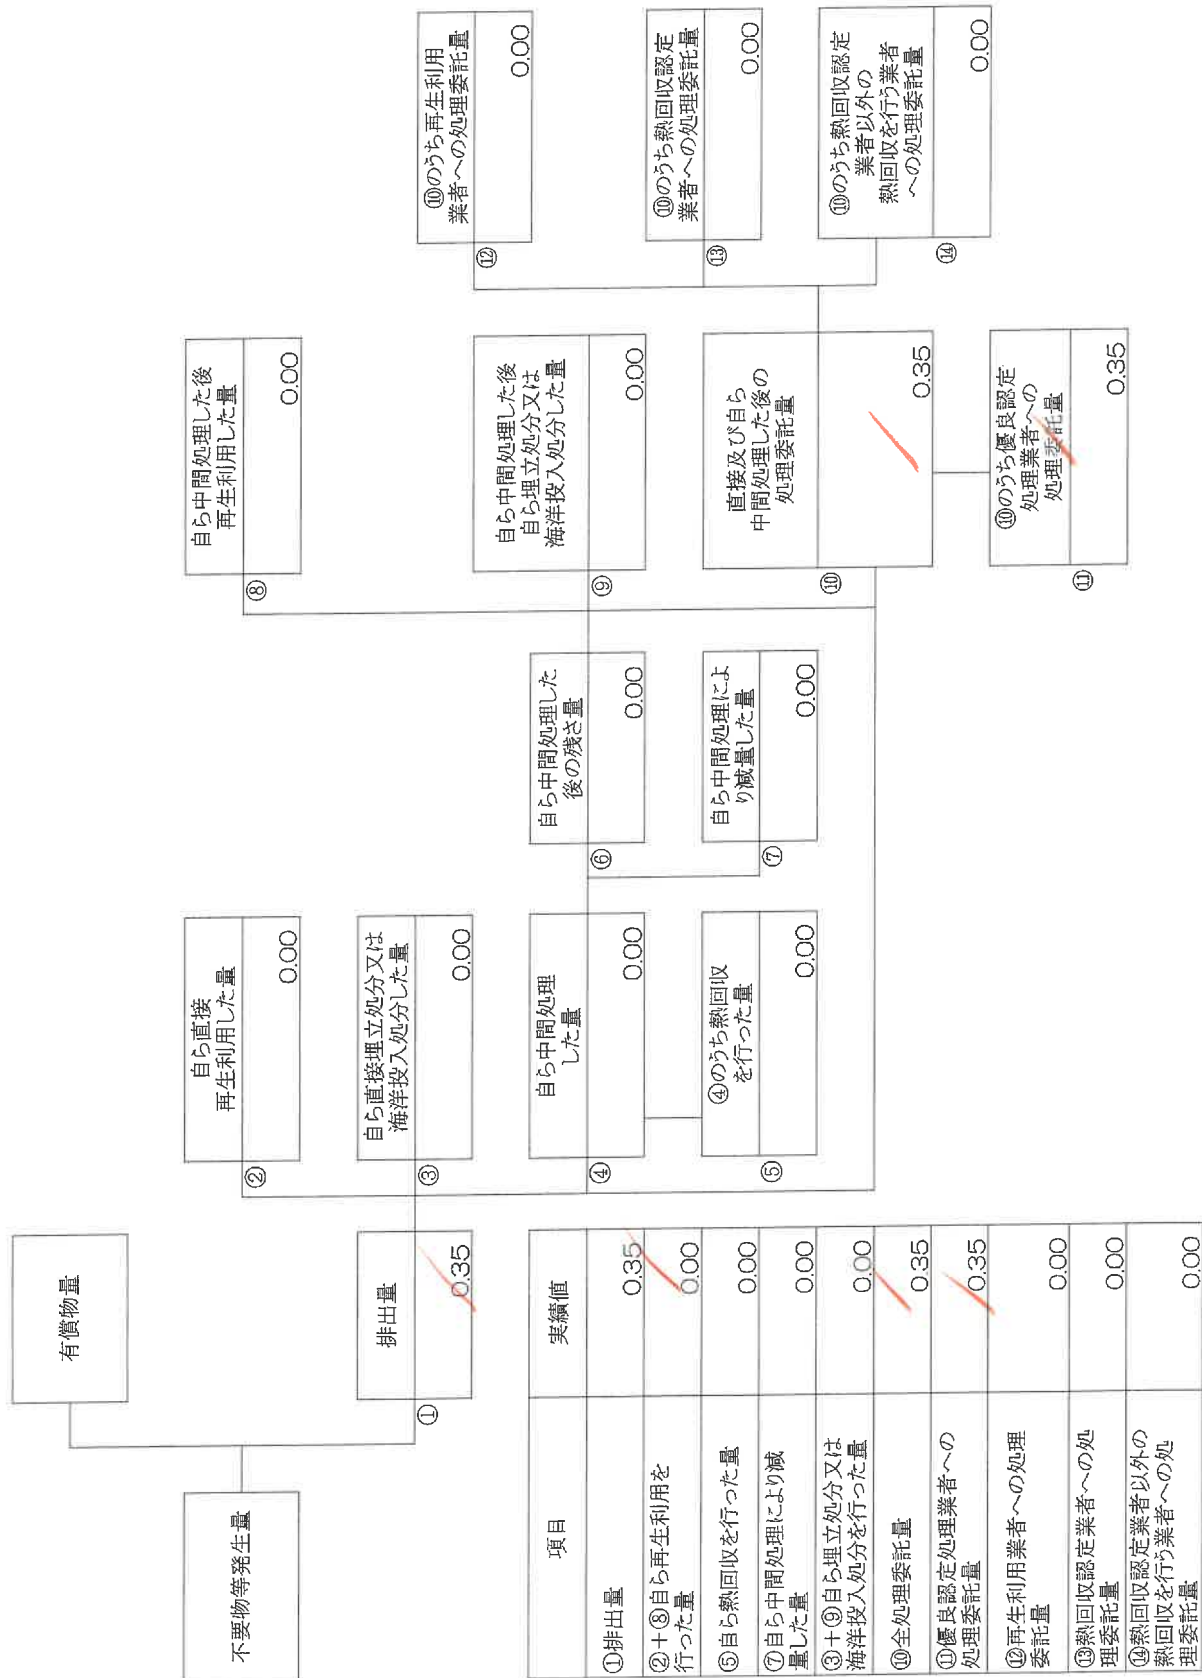 不要物等発生量
有償物量
①
排出量
0.35
②
自ら直接
再生利用した量
0.00
③
自ら直接埋立処分又は
海洋投入処分した量
0.00
④
自ら中間処理
した量
0.00
⑤
④のうち熱回収
を行った量
0.00
⑥
自ら中間処理した
後の残さ量
0.00
⑦
自ら中間処理によ
り減量した量
0.00
⑧
自ら中間処理した後
再生利用した量
0.00
⑨
自ら中間処理した後
自ら埋立処分又は
海洋投入処分した量
0.00
⑩
直接及び自ら
中間処理した後の
処理委託量
0.35
⑪
⑩のうち優良認定
処理業者への
処理委託量
0.35
⑫
⑩のうち再生利用
業者への処理委託量
0.00
⑬
⑩のうち熱回収認定
業者への処理委託量
0.00
⑭
⑩のうち熱回収認定
業者以外の
熱回収を行う業者
への処理委託量
0.00
項目 実績値
①排出量 0.35
②+⑧自ら再生利用を
行った量 0.00
⑤自ら熱回収を行った量 0.00
⑦自ら中間処理により減
量した量 0.00
③+⑨自ら埋立処分又は
海洋投入処分を行った量 0.00
⑩全処理委託量 0.35
⑪優良認定処理業者への
処理委託量 0.35
⑫再生利用業者への処理
委託量 0.00
⑬熱回収認定業者への処
理委託量 0.00
⑭熱回収認定業者以外の
熱回収を行う業者への処
理委託量 0.00